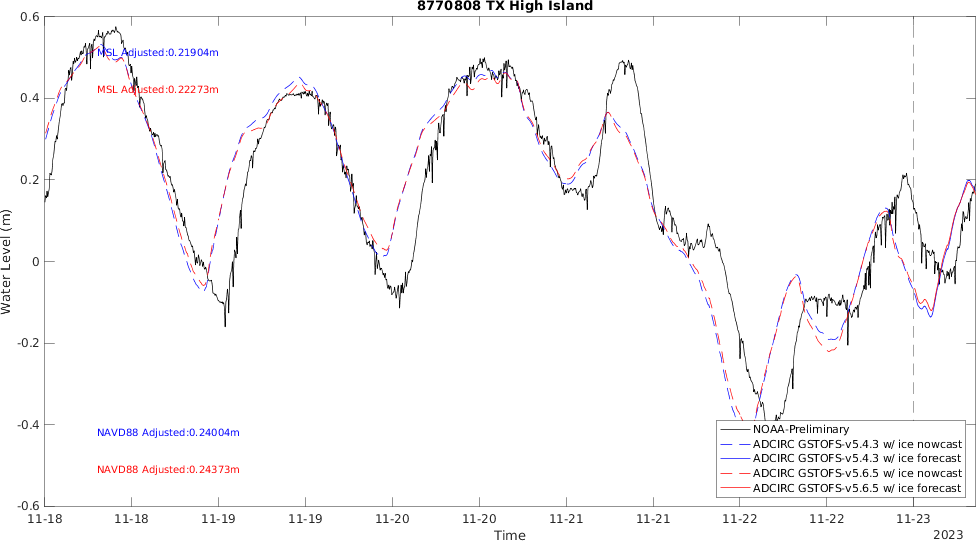 8770808 TX High Island
0.6
0.4
0.2
0
-0.2
-0.4
-0.6
Water Level (m)
MSL Adjusted:0.21904m
MSL Adjusted:0.22273m
NAVD88 Adjusted:0.24004m
NAVD88 Adjusted:0.24373m
NOAA-Preliminary
ADCIRC GSTOFS-v5.4.3 w/ ice nowcast
ADCIRC GSTOFS-v5.4.3 w/ ice forecast
ADCIRC GSTOFS-v5.6.5 w/ ice nowcast
ADCIRC GSTOFS-v5.6.5 w/ ice forecast
11-18 11-18 11-19 11-19 11-20 11-20 11-21 11-21 11-22 11-22 11-23
Time
2023